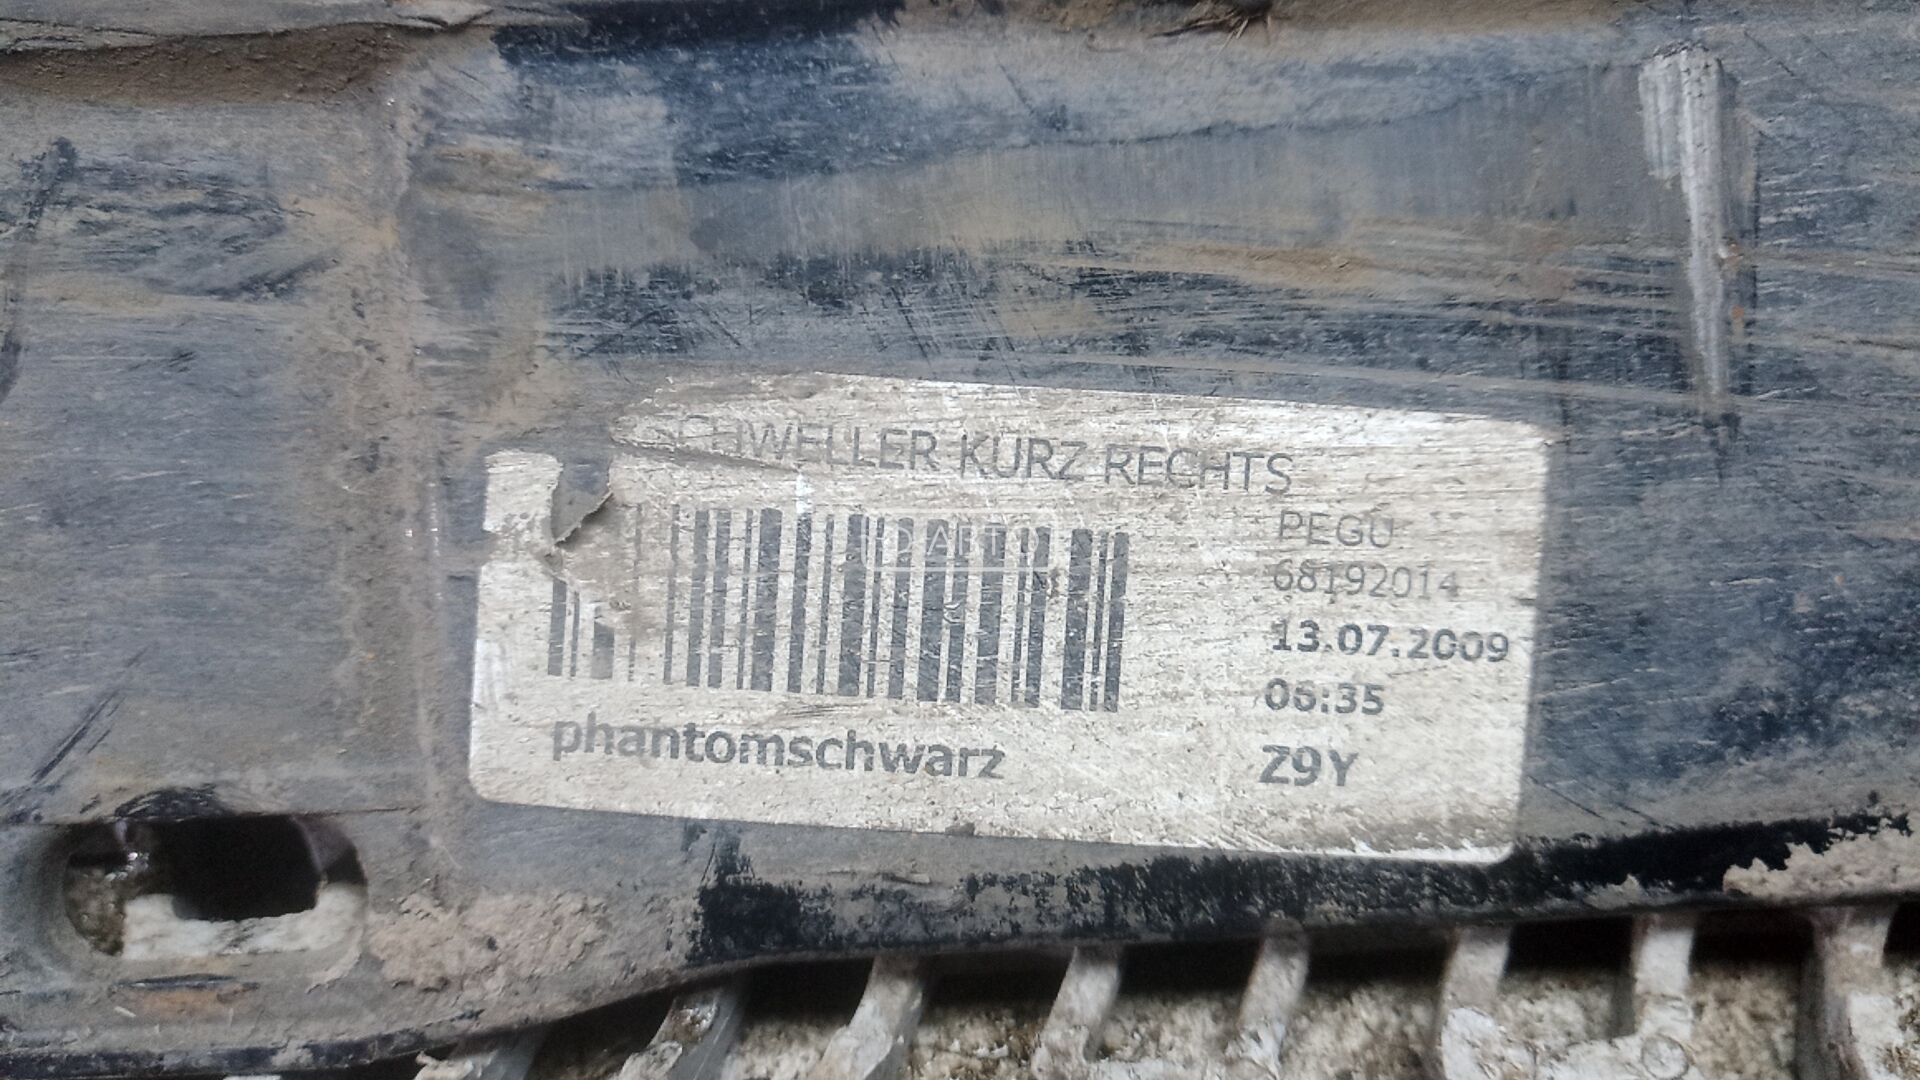 SCHWELLER KURZ RECHTS
PEGU
68192014
13.07.2009
06:35
phantomschwarz
Z9Y